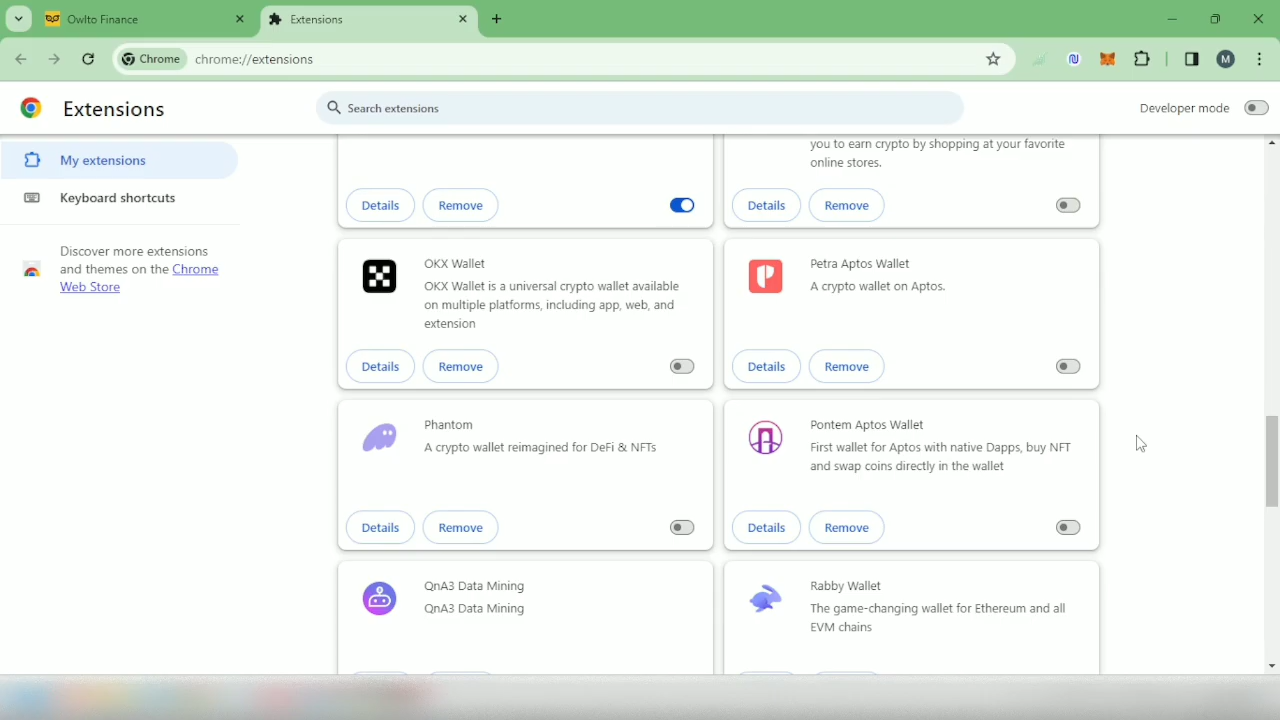 Owlto Finance
Extensions
Chrome
chrome://extensions
M
Extensions
Search extensions
Developer mode
My extensions
Keyboard shortcuts
Discover more extensions
and themes on the Chrome
Web Store
you to earn crypto by shopping at your favorite
online stores.
Details
Remove
Details
Remove
OKX Wallet
OKX Wallet is a universal crypto wallet available
on multiple platforms, including app, web, and
extension
Details
Remove
Petra Aptos Wallet
A crypto wallet on Aptos.
Details
Remove
Phantom
A crypto wallet reimagined for DeFi & NFTs
Details
Remove
Pontem Aptos Wallet
First wallet for Aptos with native Dapps, buy NFT
and swap coins directly in the wallet
Details
Remove
QnA3 Data Mining
QnA3 Data Mining
Rabby Wallet
The game-changing wallet for Ethereum and all
EVM chains